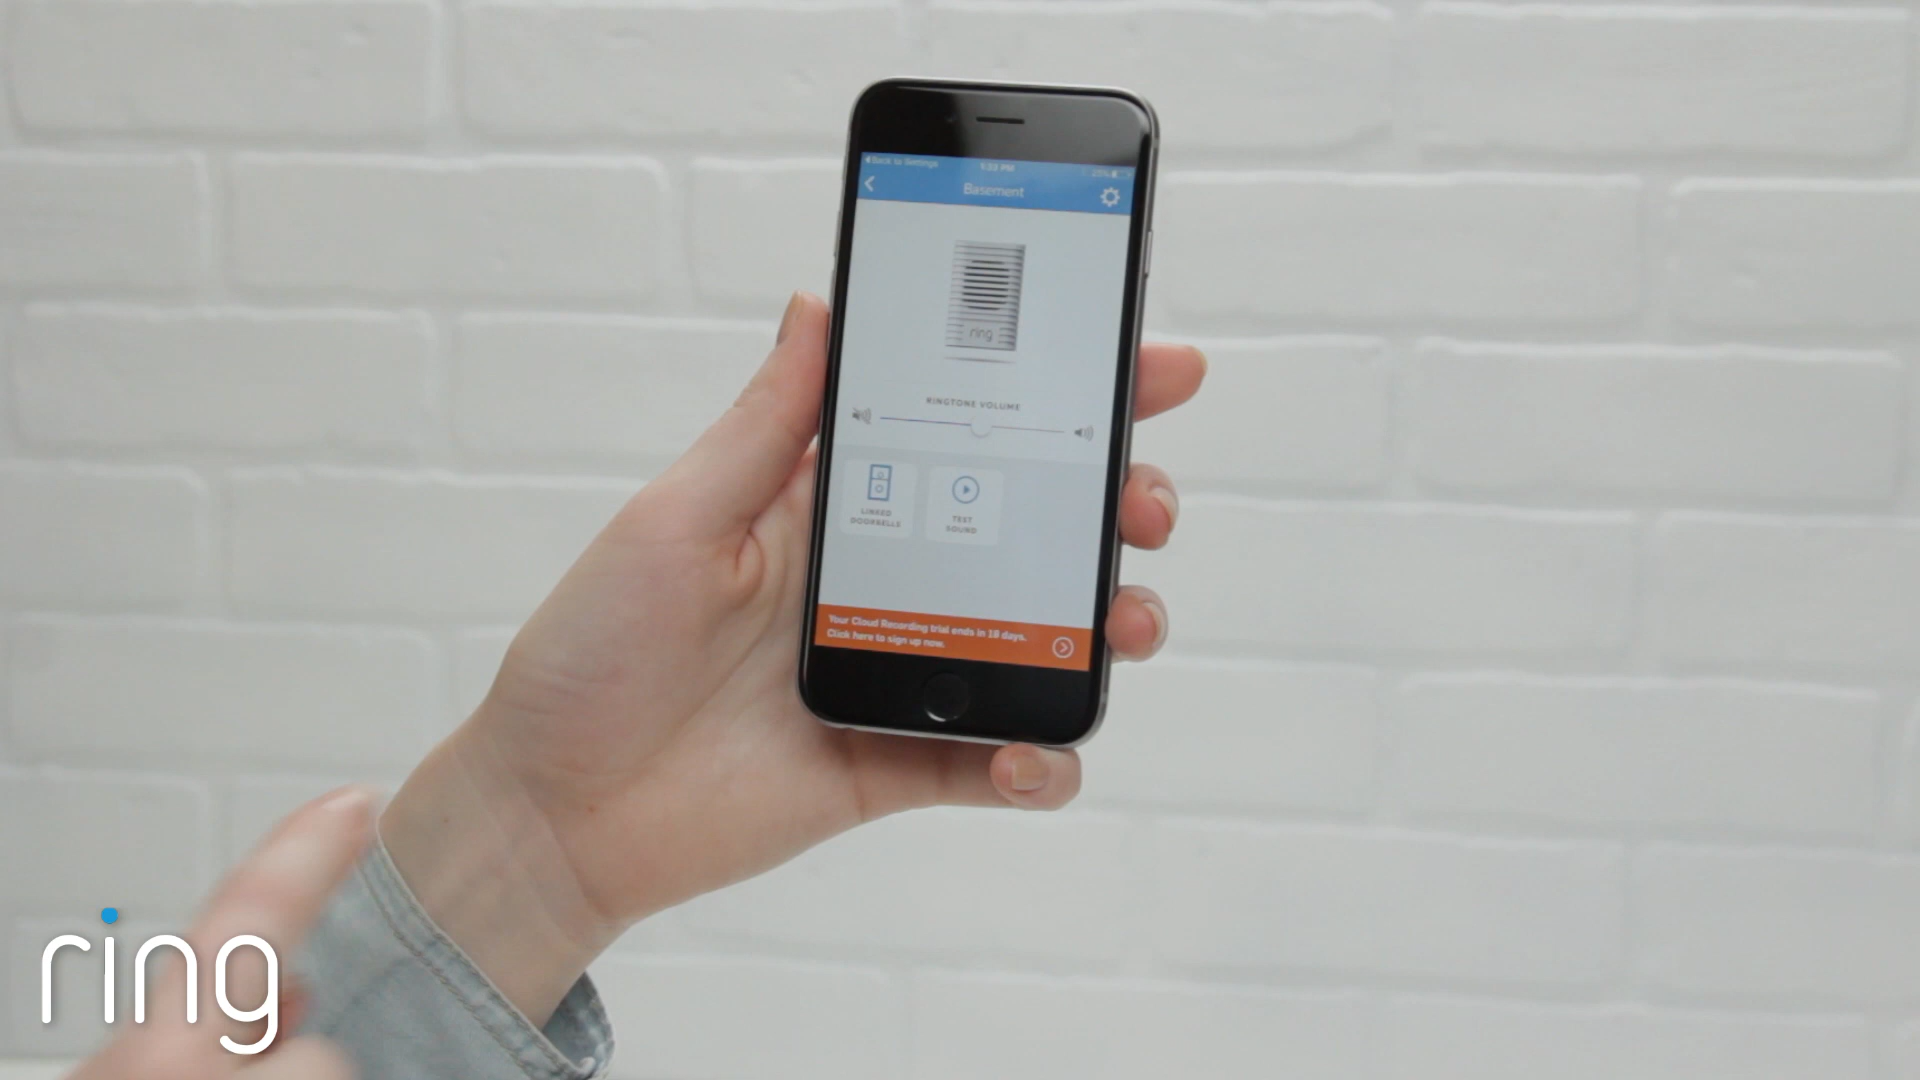 Back to Settings
Basement
ring
RINGTONE VOLUME
LINKED
DOORBELLS
TEST
SOUND
Your Cloud Recording trial ends in 18 days.
Click here to sign up now.
ring